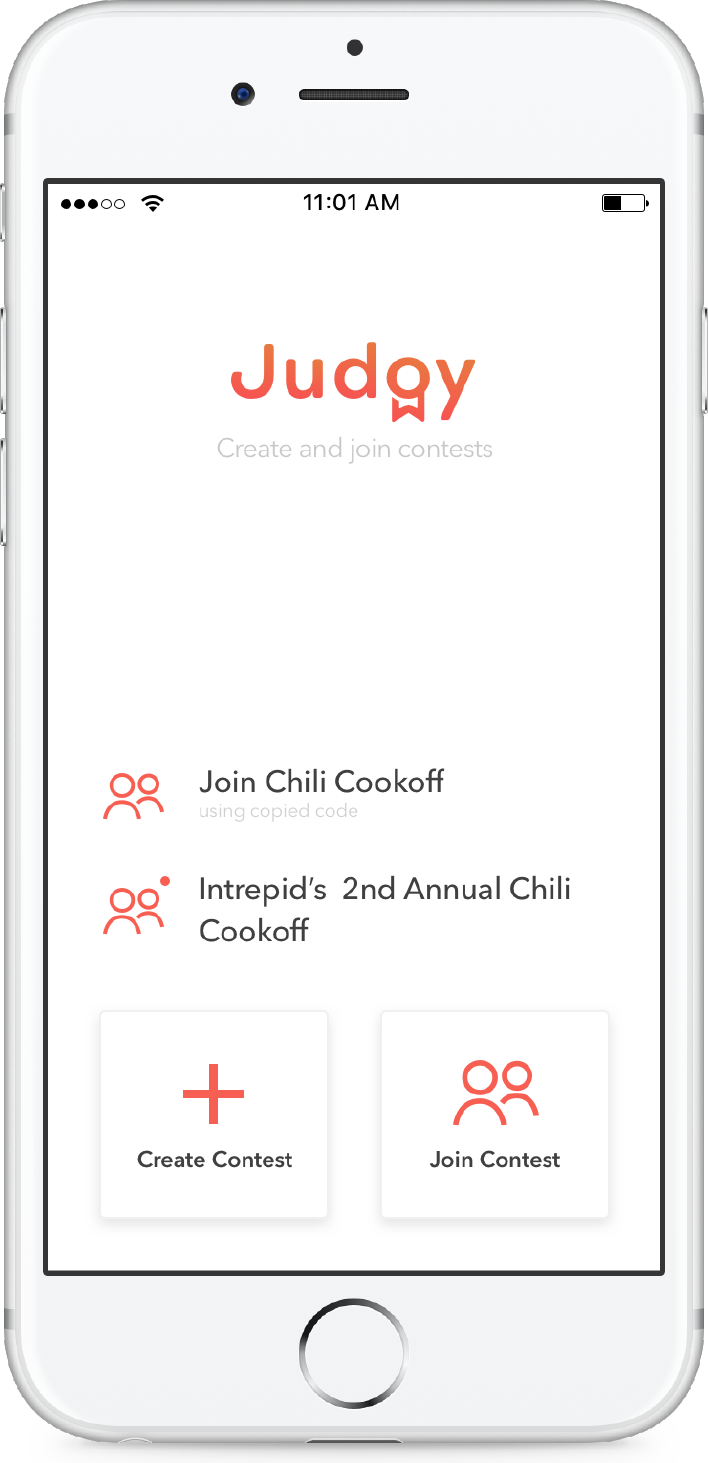 11:01 AM
Judgy
Create and join contests
Join Chili Cookoff
using copied code
Intrepid’s  2nd Annual Chili
Cookoff
Create Contest
Join Contest